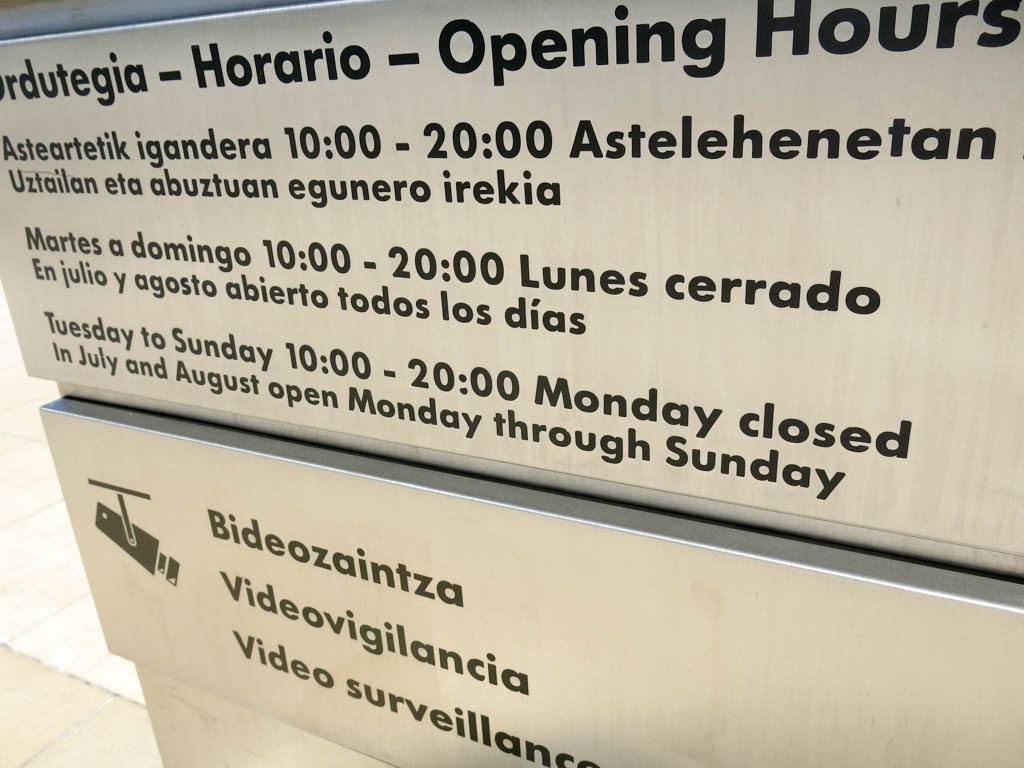 Ordutegia – Horario – Opening Hours
Asteartetik igandera 10:00 - 20:00 Astelehenetan
Uztailan eta abuztuan egunero irekia
Martes a domingo 10:00 - 20:00 Lunes cerrado
En julio y agosto abierto todos los días
Tuesday to Sunday 10:00 - 20:00 Monday closed
In July and August open Monday through Sunday
Bideozaintza
Videovigilancia
Video surveillance